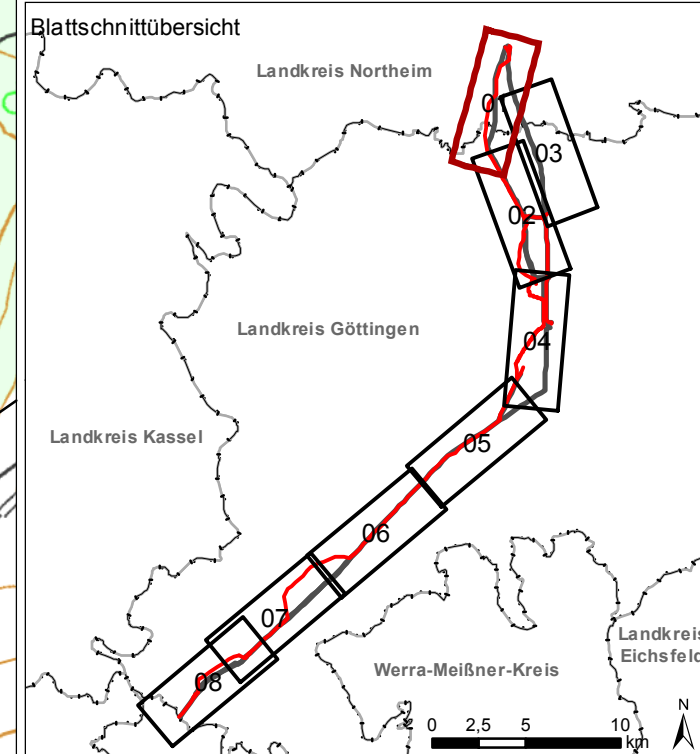 Blattschnittübersicht
Landkreis Northeim
0
03
02
Landkreis Göttingen
04
Landkreis Kassel
05
06
07
Landkreis
Eichsfeld
Werra-Meißner-Kreis
08
N
0 2,5 5 10
km